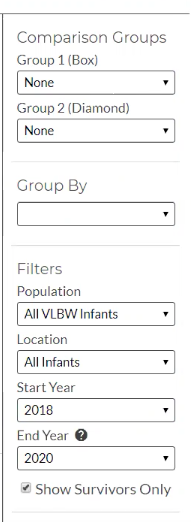 Comparison Groups
Group 1 (Box)
None
Group 2 (Diamond)
None
Group By
Filters
Population
All VLBW Infants
Location
All Infants
Start Year
2018
End Year ?
2020
Show Survivors Only